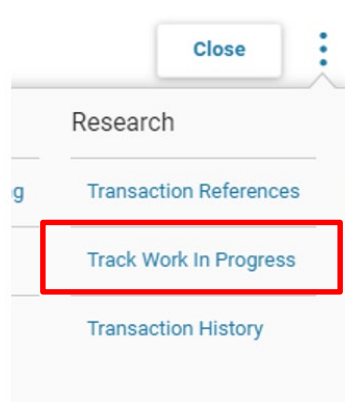 Close
Research
g
Transaction References
Track Work In Progress
Transaction History